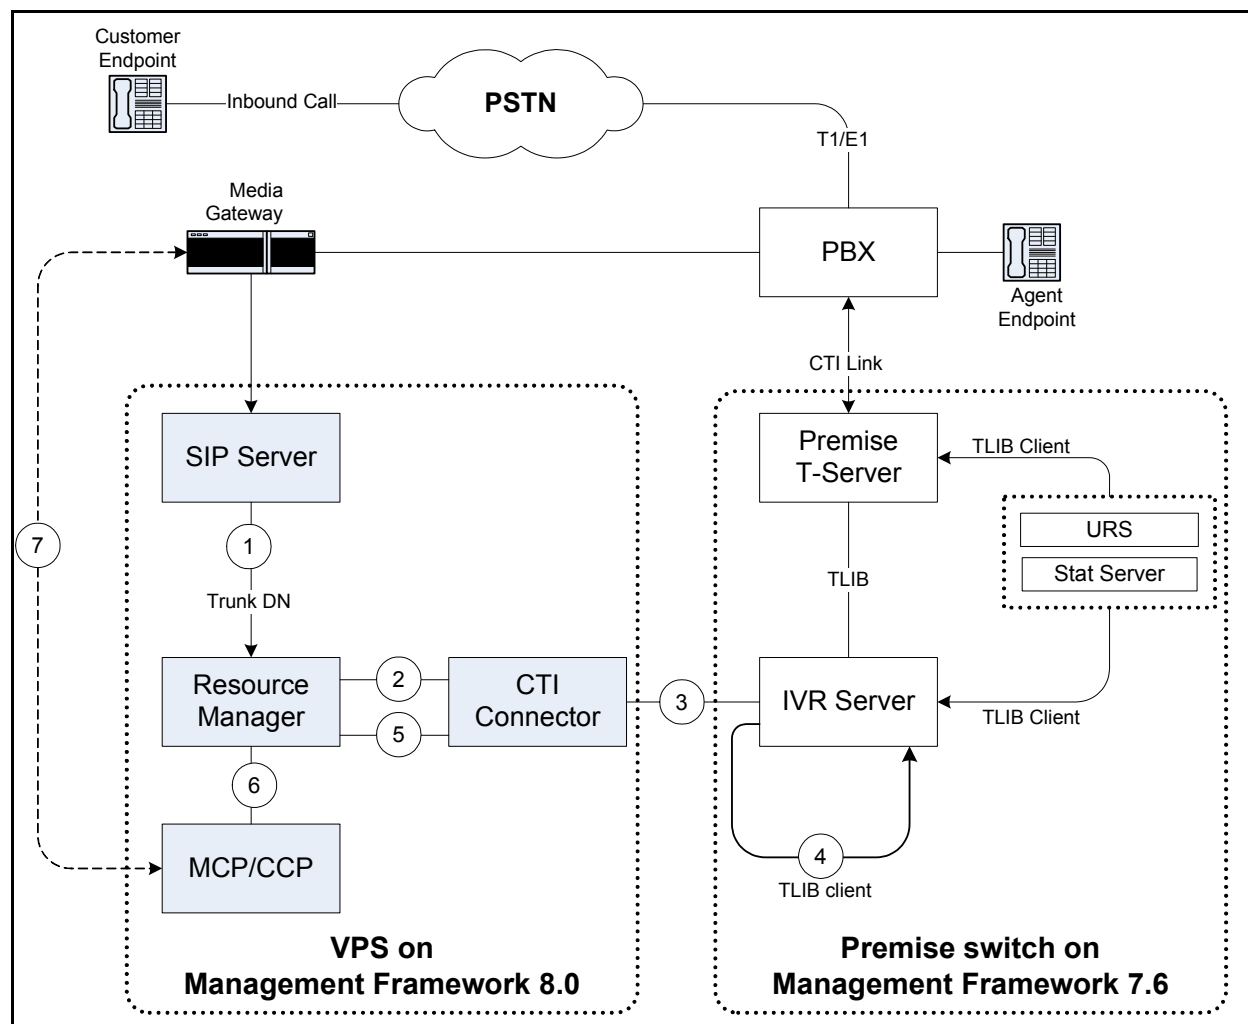 Customer
Endpoint
Inbound Call
PSTN
T1/E1
Media
Gateway
PBX
Agent
Endpoint
CTI Link
SIP Server
Premise
T-Server
TLIB Client
URS
Stat Server
7
1
TLIB
Trunk DN
Resource
Manager
2
5
CTI
Connector
3
IVR Server
TLIB Client
6
MCP/CCP
4
TLIB client
VPS on
Management Framework 8.0
Premise switch on
Management Framework 7.6